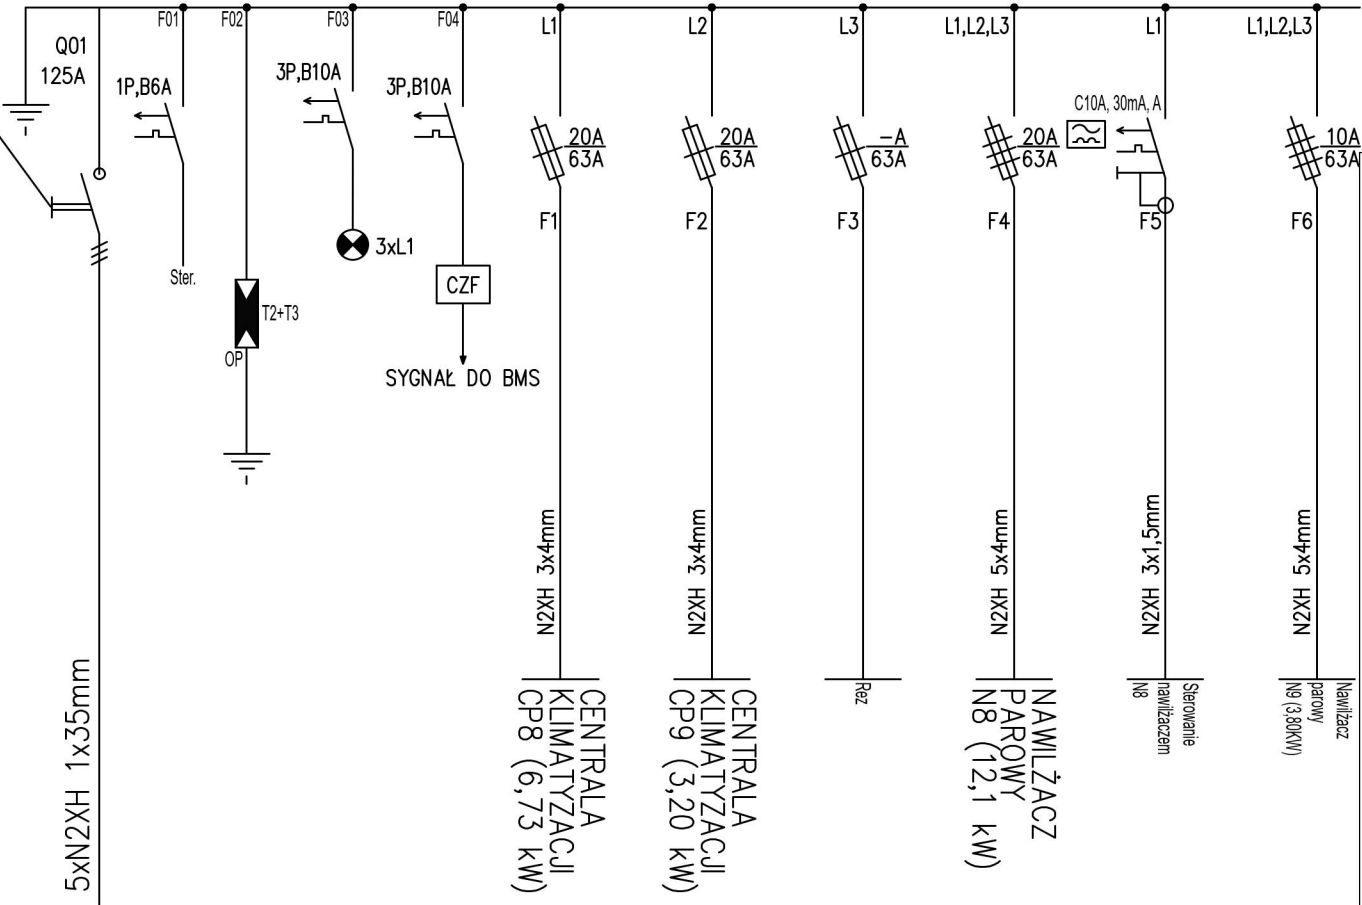 F01
F02
F03
F04
L1
L2
L3
L1,L2,L3
L1
L1,L2,L3
Q01
125A
1P,B6A
3P,B10A
3P,B10A
20A
63A
20A
63A
-A
63A
20A
63A
C10A, 30mA, A
10A
63A
F1
F2
F3
F4
F5
F6
Ster.
T2+T3
OP
3xL1
CZF
SYGNAŁ DO BMS
5xN2XH 1x35mm
N2XH 3x4mm
N2XH 3x4mm
N2XH 5x4mm
N2XH 3x1,5mm
N2XH 5x4mm
CENTRALA
KLIMATYZACJI
CP8 (6,73 kW)
CENTRALA
KLIMATYZACJI
CP9 (3,20 kW)
Rez
NAWILŻACZ
PAROWY
N8 (12,1 kW)
Sterowanie
nawilżaczem
N8
Nawilżacz
parowy
N9 (3,80KW)